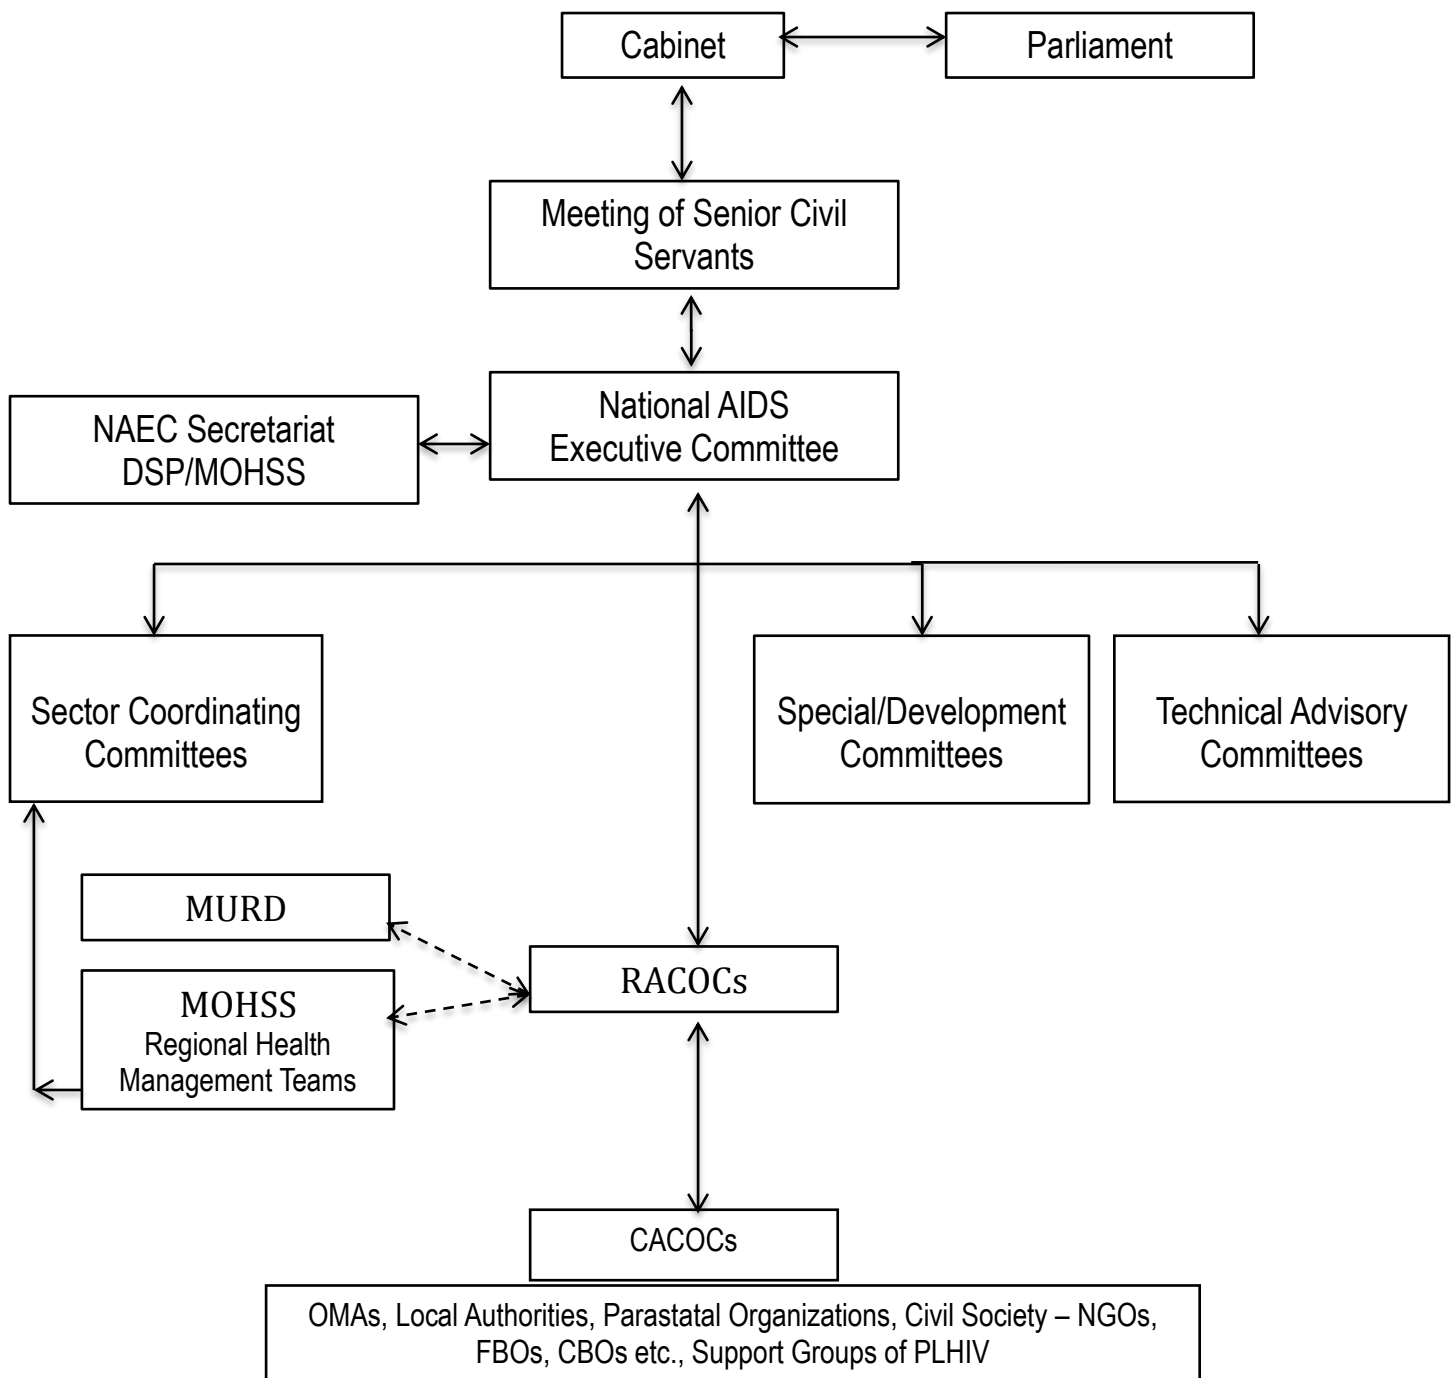 Cabinet
Parliament
Meeting of Senior Civil
Servants
National AIDS
Executive Committee
NAEC Secretariat
DSP/MOHSS
Sector Coordinating
Committees
Special/Development
Committees
Technical Advisory
Committees
MURD
MOHSS
Regional Health
Management Teams
RACOCs
CACOCs
OMAs, Local Authorities, Parastatal Organizations, Civil Society – NGOs,
FBOs, CBOs etc., Support Groups of PLHIV